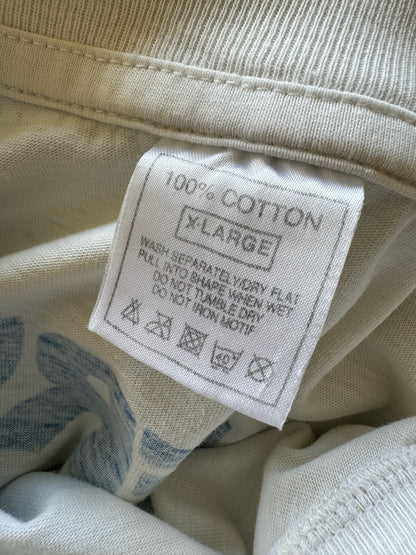 100% COTTON
X-LARGE
WASH SEPARATELY/DRY FLAT
PULL INTO SHAPE WHEN WET
DO NOT TUMBLE DRY
DO NOT IRON MOTIF
40°